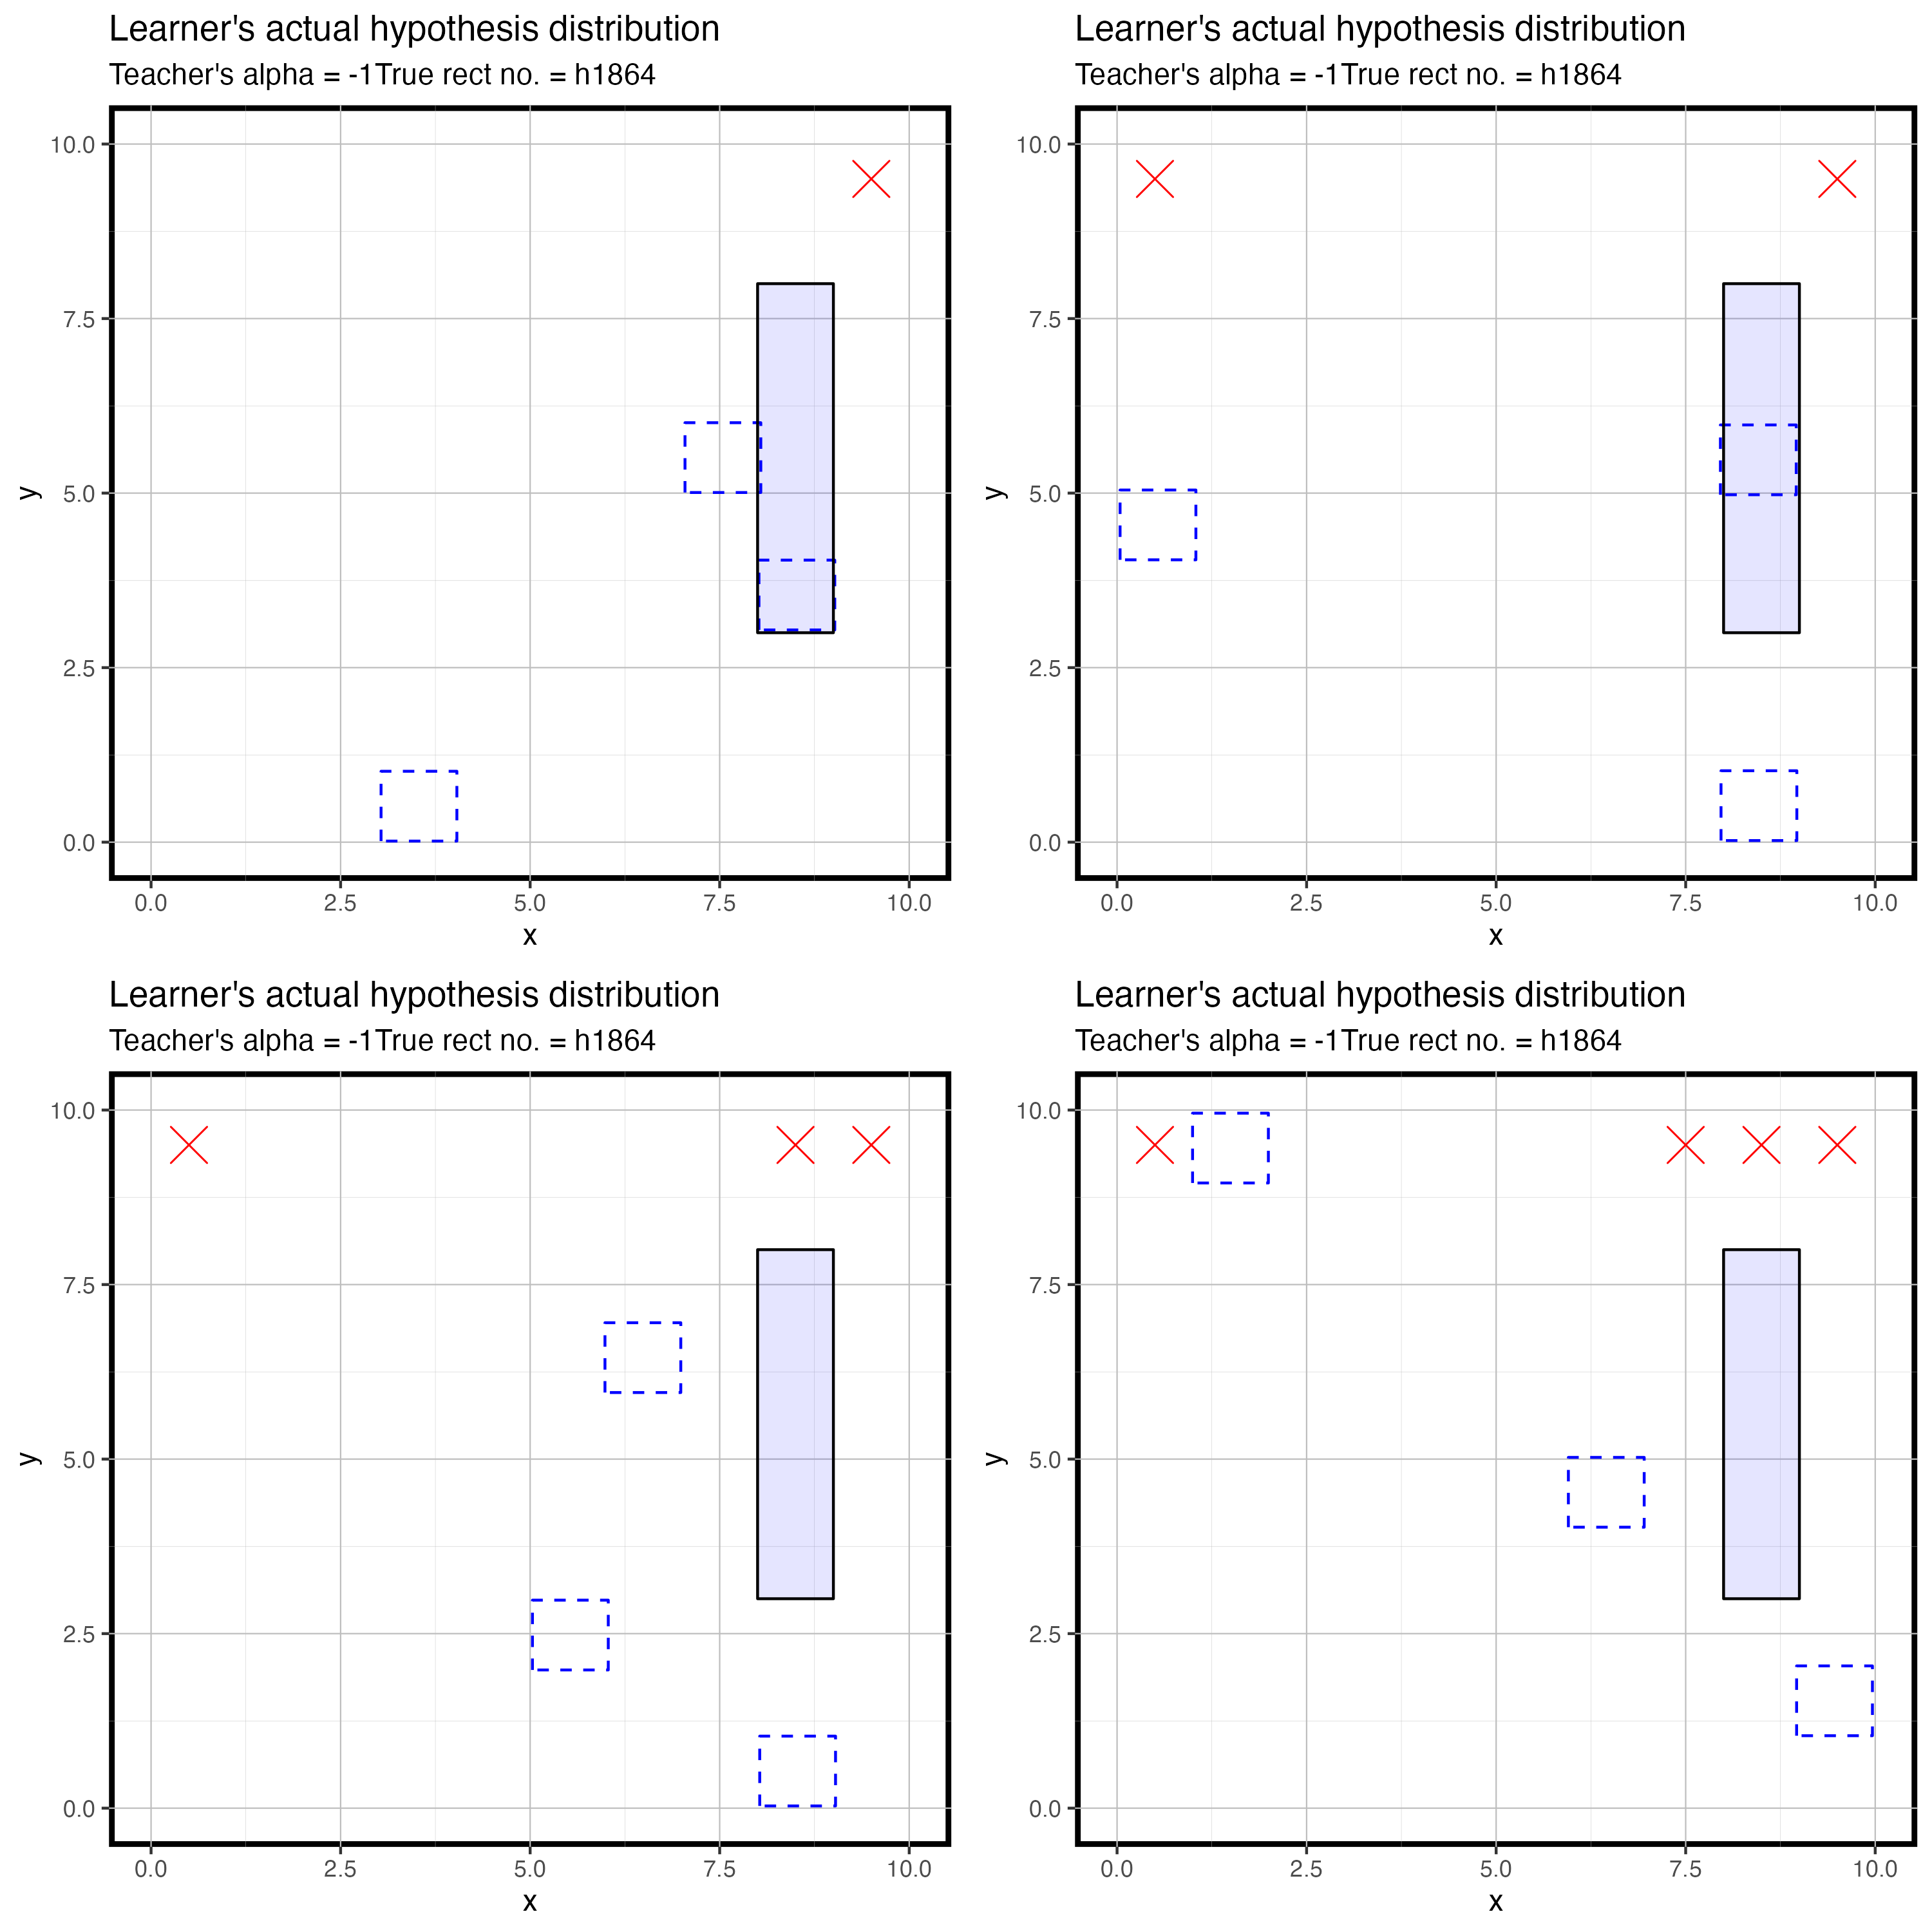 Learner's actual hypothesis distribution
Teacher's alpha = -1True rect no. = h1864
10.0
7.5
5.0
2.5
0.0
y
0.0 2.5 5.0 7.5 10.0
x
Learner's actual hypothesis distribution
Teacher's alpha = -1True rect no. = h1864
10.0
7.5
5.0
2.5
0.0
y
0.0 2.5 5.0 7.5 10.0
x
Learner's actual hypothesis distribution
Teacher's alpha = -1True rect no. = h1864
10.0
7.5
5.0
2.5
0.0
y
0.0 2.5 5.0 7.5 10.0
x
Learner's actual hypothesis distribution
Teacher's alpha = -1True rect no. = h1864
10.0
7.5
5.0
2.5
0.0
y
0.0 2.5 5.0 7.5 10.0
x